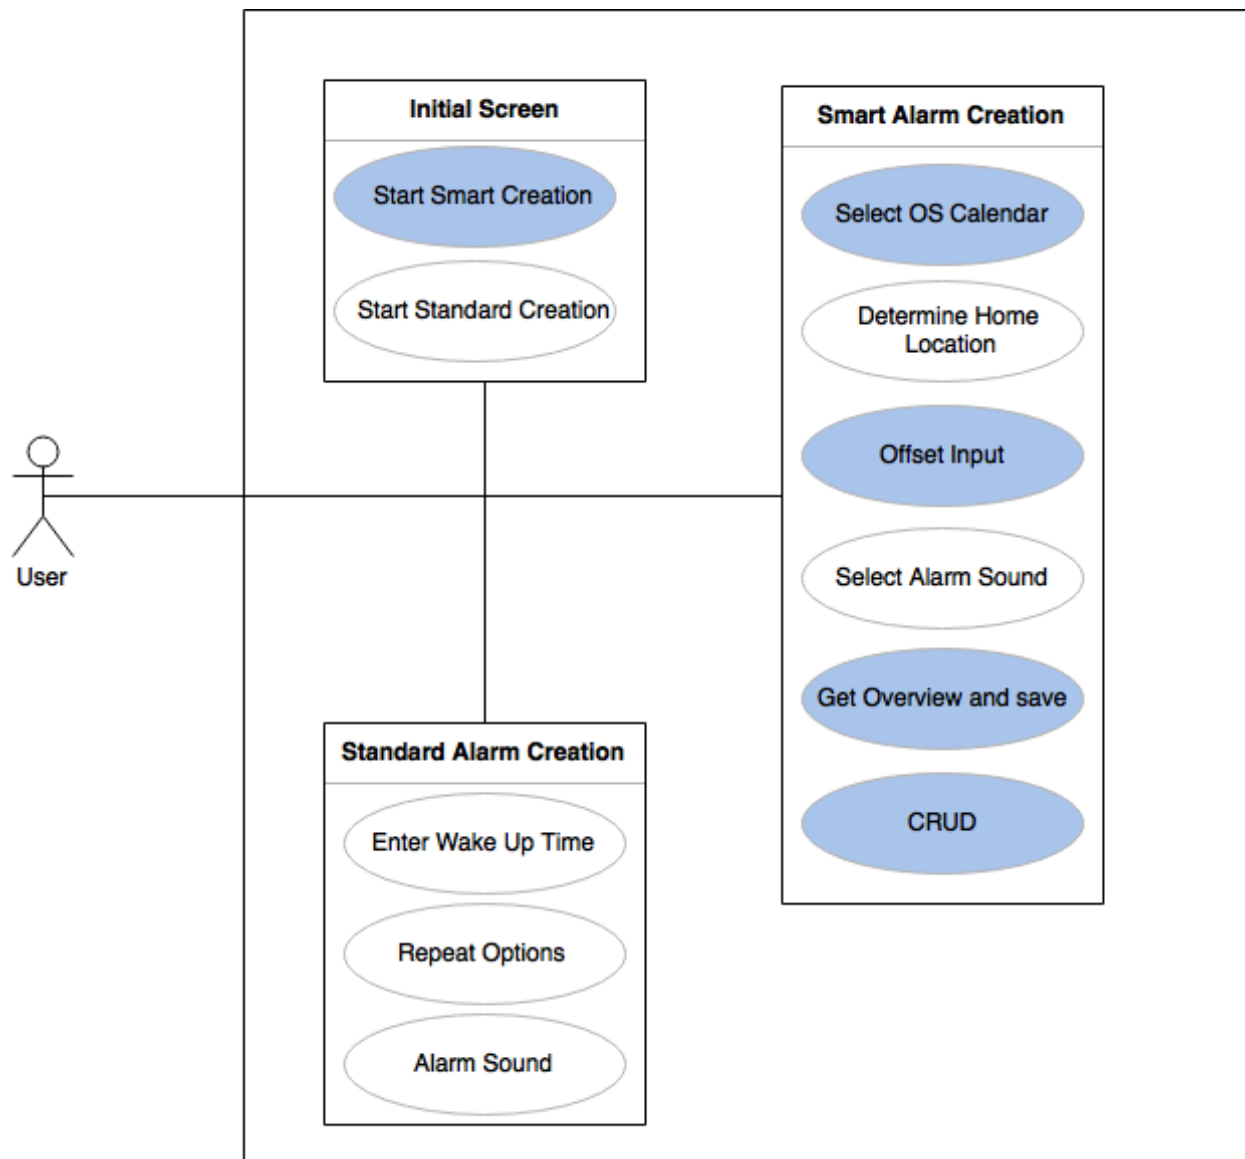 Initial Screen
Start Smart Creation
Start Standard Creation
Smart Alarm Creation
Select OS Calendar
Determine Home
Location
Offset Input
Select Alarm Sound
Get Overview and save
CRUD
User
Standard Alarm Creation
Enter Wake Up Time
Repeat Options
Alarm Sound